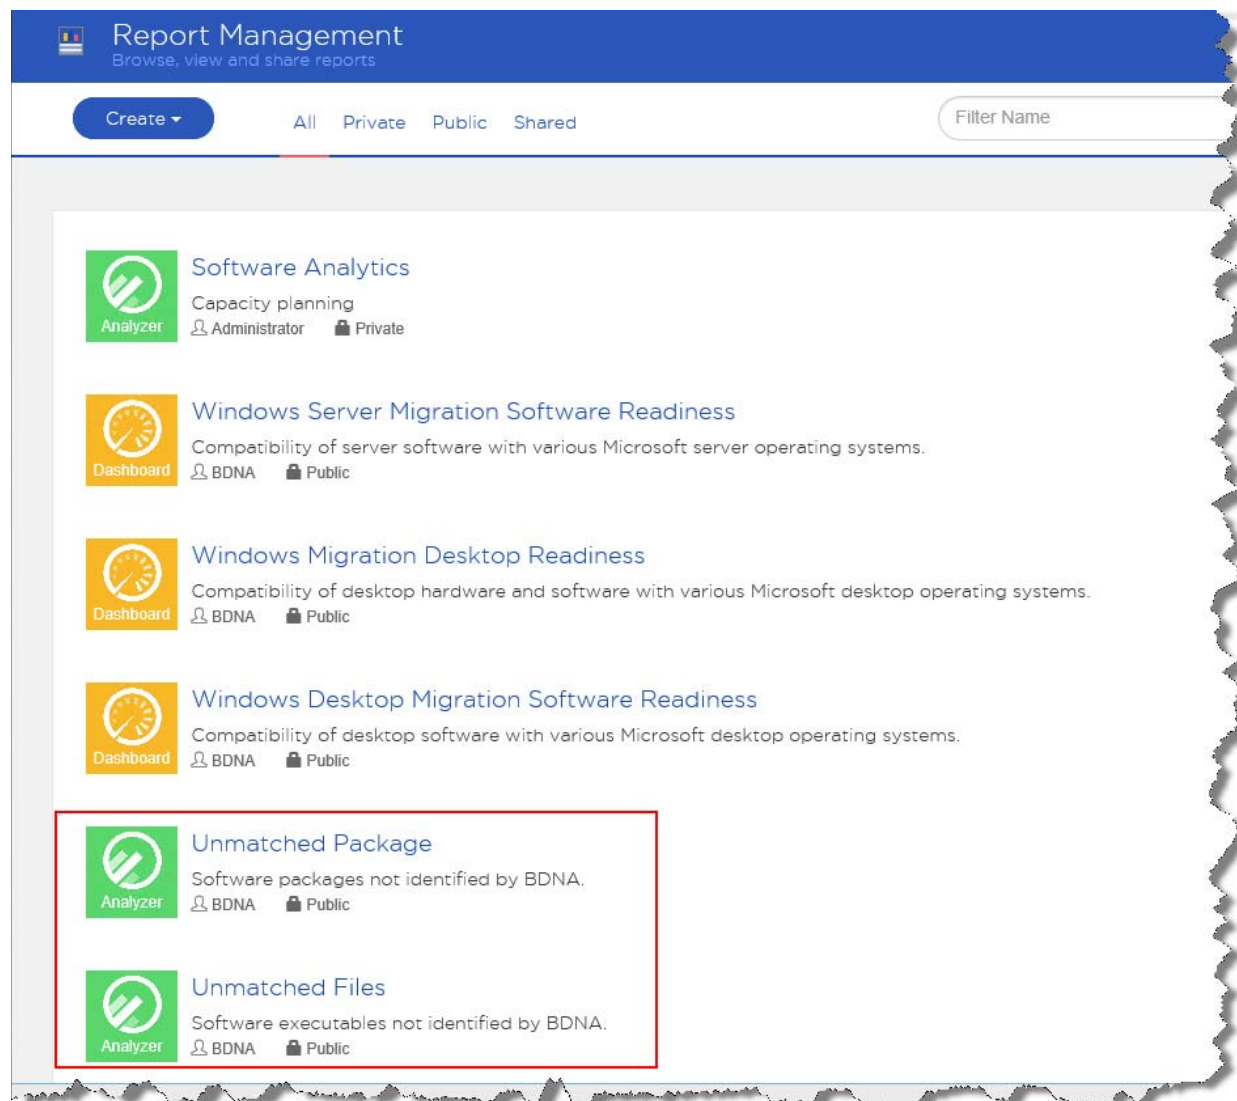 Report Management
Browse, view and share reports
Create
All Private Public Shared
Filter Name
Analyzer
Software Analytics
Capacity planning
Administrator Private
Dashboard
Windows Server Migration Software Readiness
Compatibility of server software with various Microsoft server operating systems.
BDNA Public
Dashboard
Windows Migration Desktop Readiness
Compatibility of desktop hardware and software with various Microsoft desktop operating systems.
BDNA Public
Dashboard
Windows Desktop Migration Software Readiness
Compatibility of desktop software with various Microsoft desktop operating systems.
BDNA Public
Analyzer
Unmatched Package
Software packages not identified by BDNA.
BDNA Public
Analyzer
Unmatched Files
Software executables not identified by BDNA.
BDNA Public